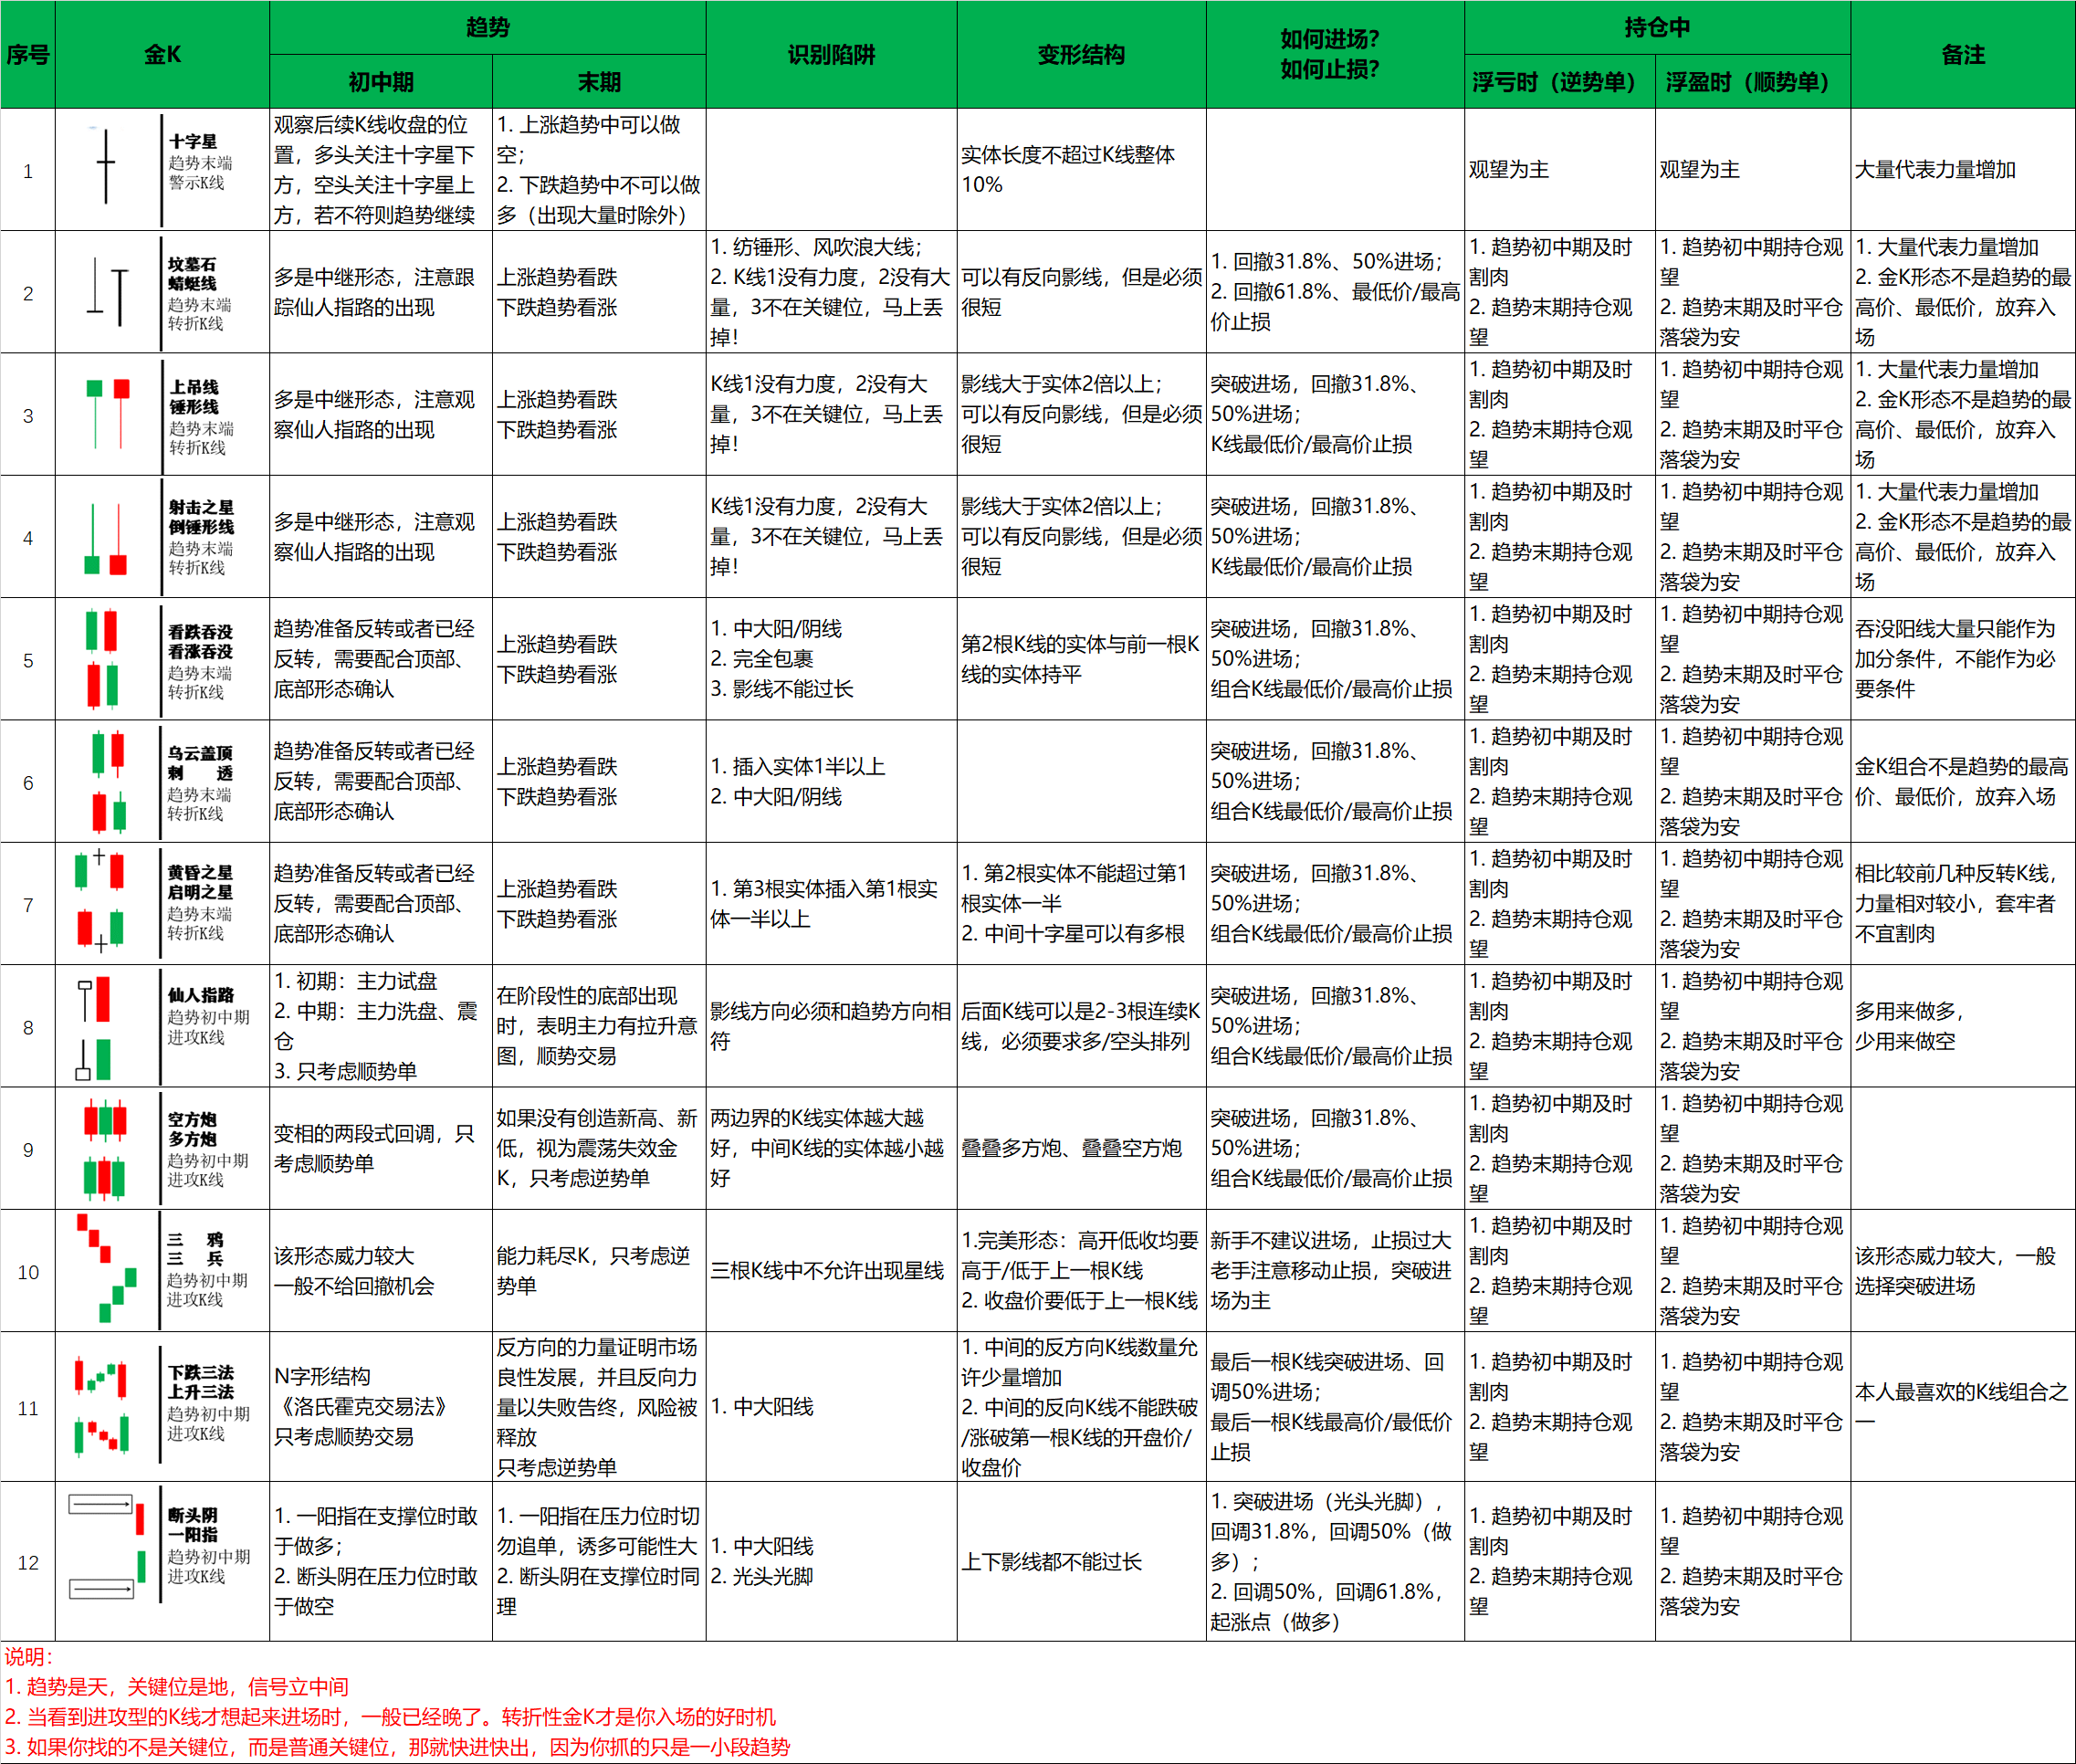 序号
金K
趋势
初中期
末期
识别陷阱
变形结构
如何进场?
如何止损?
持仓中
浮亏时（逆势单）
浮盈时（顺势单）
备注
1
十字星
趋势末端
警示K线
观察后续K线收盘的位
置，多头关注十字星下
方，空头关注十字星上
方，若不符则趋势继续
1. 上涨趋势中可以做
空；
2. 下跌趋势中不可以做
多（出现大量时除外）
实体长度不超过K线整体
10%
观望为主
观望为主
大量代表力量增加
2
坟墓石
蜻蜓线
趋势末端
转折K线
多是中继形态，注意跟
踪仙人指路的出现
上涨趋势看跌
下跌趋势看涨
1. 纺锤形、风吹浪大线；
2. K线1没有力度，2没有大
量，3不在关键位，马上丢
掉！
可以有反向影线，但是必须
很短
1. 回撤31.8%、50%进场；
2. 回撤61.8%、最低价/最高
价止损
1. 趋势初中期及时
割肉
2. 趋势末期持仓观
望
1. 趋势初中期持仓观
望
2. 趋势末期及时平仓
落袋为安
1. 大量代表力量增加
2. 金K形态不是趋势的最
高价、最低价，放弃入
场
3
上吊线
锤形线
趋势末端
转折K线
多是中继形态，注意观
察仙人指路的出现
上涨趋势看跌
下跌趋势看涨
K线1没有力度，2没有大
量，3不在关键位，马上丢
掉！
影线大于实体2倍以上；
可以有反向影线，但是必须
很短
突破进场，回撤31.8%、
50%进场；
K线最低价/最高价止损
1. 趋势初中期及时
割肉
2. 趋势末期持仓观
望
1. 趋势初中期持仓观
望
2. 趋势末期及时平仓
落袋为安
1. 大量代表力量增加
2. 金K形态不是趋势的最
高价、最低价，放弃入
场
4
射击之星
倒锤形线
趋势末端
转折K线
多是中继形态，注意观
察仙人指路的出现
上涨趋势看跌
下跌趋势看涨
K线1没有力度，2没有大
量，3不在关键位，马上丢
掉！
影线大于实体2倍以上；
可以有反向影线，但是必须
很短
突破进场，回撤31.8%、
50%进场；
K线最低价/最高价止损
1. 趋势初中期及时
割肉
2. 趋势末期持仓观
望
1. 趋势初中期持仓观
望
2. 趋势末期及时平仓
落袋为安
1. 大量代表力量增加
2. 金K形态不是趋势的最
高价、最低价，放弃入
场
5
看跌吞没
看涨吞没
趋势末端
转折K线
趋势准备反转或者已经
反转，需要配合顶部、
底部形态确认
上涨趋势看跌
下跌趋势看涨
1. 中大阳/阴线
2. 完全包裹
3. 影线不能过长
第2根K线的实体与前一根K
线的实体持平
突破进场，回撤31.8%、
50%进场；
组合K线最低价/最高价止损
1. 趋势初中期及时
割肉
2. 趋势末期持仓观
望
1. 趋势初中期持仓观
望
2. 趋势末期及时平仓
落袋为安
吞没阳线大量只能作为
加分条件，不能作为必
要条件
6
乌云盖顶
刺 透
趋势末端
转折K线
趋势准备反转或者已经
反转，需要配合顶部、
底部形态确认
上涨趋势看跌
下跌趋势看涨
1. 插入实体1半以上
2. 中大阳/阴线
突破进场，回撤31.8%、
50%进场；
组合K线最低价/最高价止损
1. 趋势初中期及时
割肉
2. 趋势末期持仓观
望
1. 趋势初中期持仓观
望
2. 趋势末期及时平仓
落袋为安
金K组合不是趋势的最高
价、最低价，放弃入场
7
黄昏之星
启明之星
趋势末端
转折K线
趋势准备反转或者已经
反转，需要配合顶部、
底部形态确认
上涨趋势看跌
下跌趋势看涨
1. 第3根实体插入第1根实
体一半以上
1. 第2根实体不能超过第1
根实体一半
2. 中间十字星可以有多根
突破进场，回撤31.8%、
50%进场；
组合K线最低价/最高价止损
1. 趋势初中期及时
割肉
2. 趋势末期持仓观
望
1. 趋势初中期持仓观
望
2. 趋势末期及时平仓
落袋为安
相比较前几种反转K线，
力量相对较小，套牢者
不宜割肉
8
仙人指路
趋势初中期
进攻K线
1. 初期：主力试盘
2. 中期：主力洗盘、震
仓
3. 只考虑顺势单
在阶段性的底部出现
时，表明主力有拉升意
图，顺势交易
影线方向必须和趋势方向相
符
后面K线可以是2-3根连续K
线，必须要求多/空头排列
突破进场，回撤31.8%、
50%进场；
组合K线最低价/最高价止损
1. 趋势初中期及时
割肉
2. 趋势末期持仓观
望
1. 趋势初中期持仓观
望
2. 趋势末期及时平仓
落袋为安
多用来做多，
少用来做空
9
空方炮
多方炮
趋势初中期
进攻K线
变相的两段式回调，只
考虑顺势单
如果没有创造新高、新
低，视为震荡失效金
K，只考虑逆势单
两边界的K线实体越大越
好，中间K线的实体越小越
好
叠叠多方炮、叠叠空方炮
突破进场，回撤31.8%、
50%进场；
组合K线最低价/最高价止损
1. 趋势初中期及时
割肉
2. 趋势末期持仓观
望
1. 趋势初中期持仓观
望
2. 趋势末期及时平仓
落袋为安
10
三 鸦
三 兵
趋势初中期
进攻K线
该形态威力较大
一般不给回撤机会
能力耗尽K，只考虑逆
势单
三根K线中不允许出现星线
1.完美形态：高开低收均要
高于/低于上一根K线
2. 收盘价要低于上一根K线
新手不建议进场，止损过大
老手注意移动止损，突破进
场为主
1. 趋势初中期及时
割肉
2. 趋势末期持仓观
望
1. 趋势初中期持仓观
望
2. 趋势末期及时平仓
落袋为安
该形态威力较大，一般
选择突破进场
11
下跌三法
上升三法
趋势初中期
进攻K线
N字形结构
《洛氏霍克交易法》
只考虑顺势交易
反方向的力量证明市场
良性发展，并且反向力
量以失败告终，风险被
释放
只考虑逆势单
1. 中大阳线
1. 中间的反方向K线数量允
许少量增加
2. 中间的反向K线不能跌破
/涨破第一根K线的开盘价/
收盘价
最后一根K线突破进场、回
调50%进场；
最后一根K线最高价/最低价
止损
1. 趋势初中期及时
割肉
2. 趋势末期持仓观
望
1. 趋势初中期持仓观
望
2. 趋势末期及时平仓
落袋为安
本人最喜欢的K线组合之
一
12
断头阴
一阳指
趋势初中期
进攻K线
1. 一阳指在支撑位时敢
于做多；
2. 断头阴在压力位时敢
于做空
1. 一阳指在压力位时切
勿追单，诱多可能性大
2. 断头阴在支撑位时同
理
1. 中大阳线
2. 光头光脚
上下影线都不能过长
1. 突破进场（光头光脚），
回调31.8%，回调50%（做
多）；
2. 回调50%，回调61.8%，
起涨点（做多）
1. 趋势初中期及时
割肉
2. 趋势末期持仓观
望
1. 趋势初中期持仓观
望
2. 趋势末期及时平仓
落袋为安
说明：
1. 趋势是天，关键位是地，信号立中间
2. 当看到进攻型的K线才想起来进场时，一般已经晚了。转折性金K才是你入场的好时机
3. 如果你找的不是关键位，而是普通关键位，那就快进快出，因为你抓的只是一小段趋势